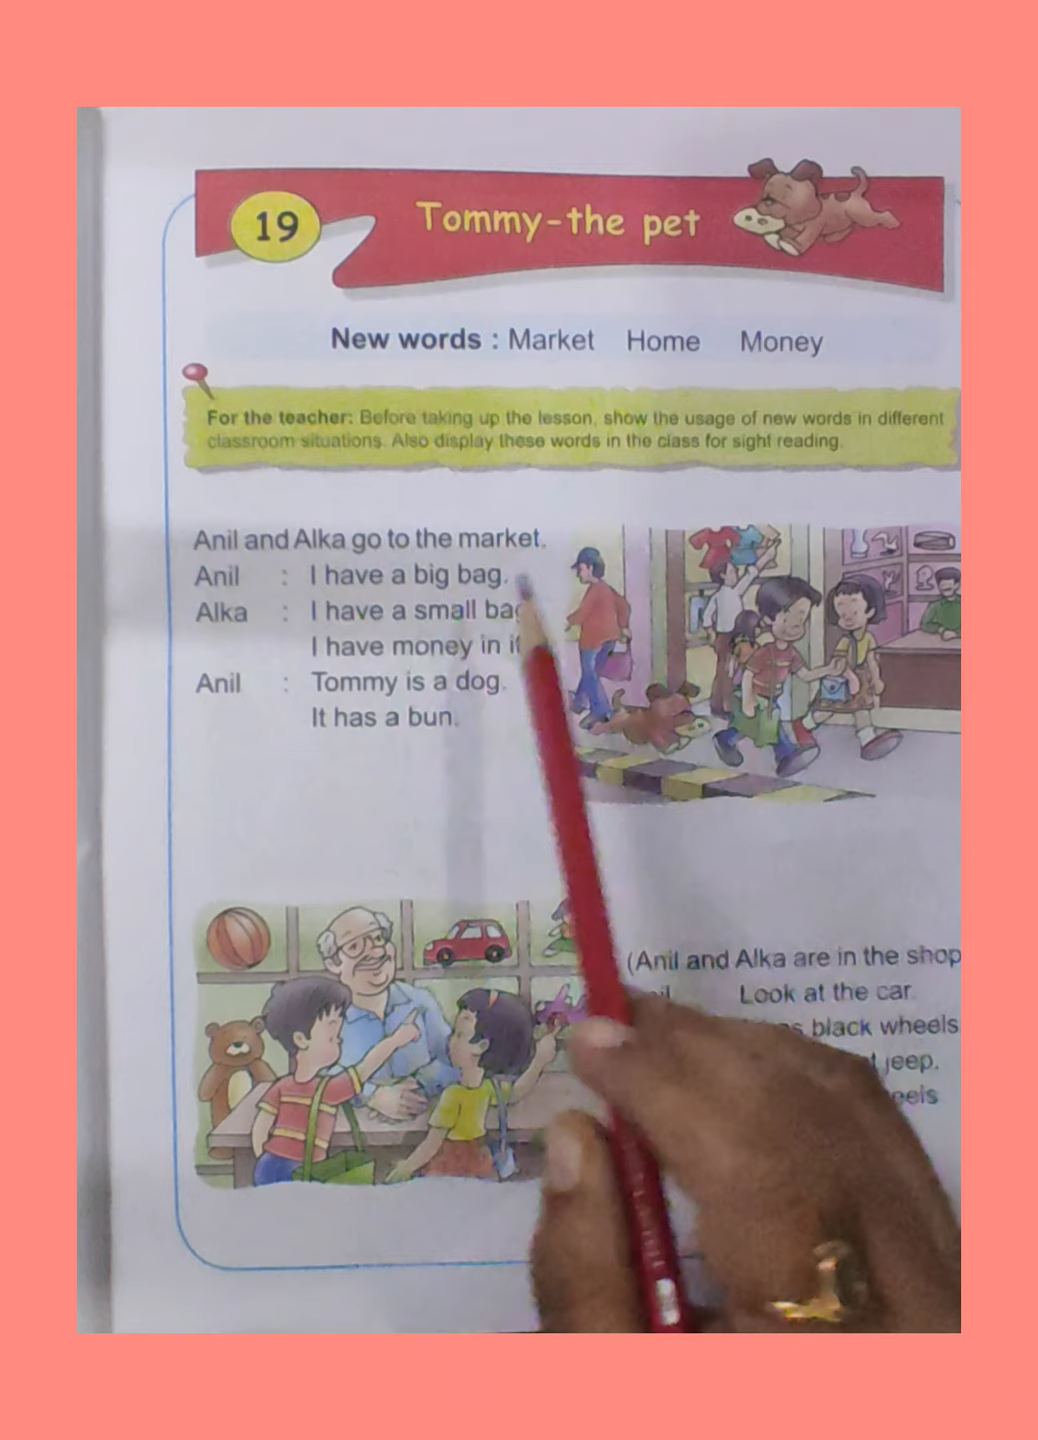 19
Tommy-the pet
New words : Market Home Money
For the teacher: Before taking up the lesson, show the usage of new words in different
classroom situations. Also display these words in the class for sight reading.
Anil and Alka go to the market.
Anil : I have a big bag.
Alka : I have a small
I have money in
Anil : Tommy is a dog.
It has a bun.
(Anil and Alka are in the shop
Look at the car.
black wheels
jeep.